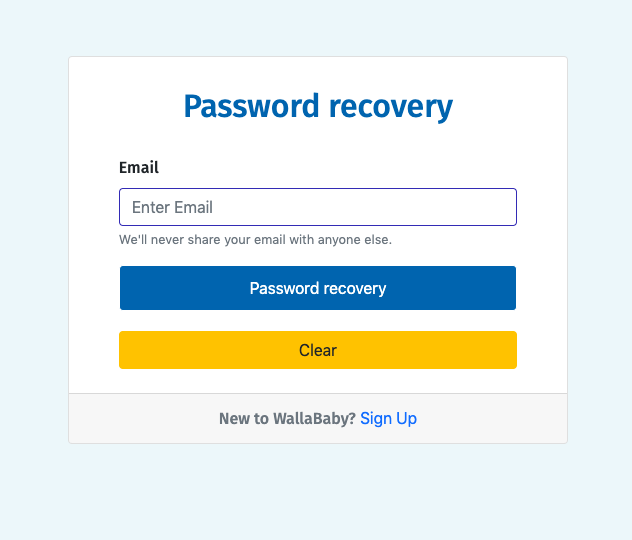 Password recovery
Email
Enter Email
We'll never share your email with anyone else.
Password recovery
Clear
New to WallaBaby? Sign Up